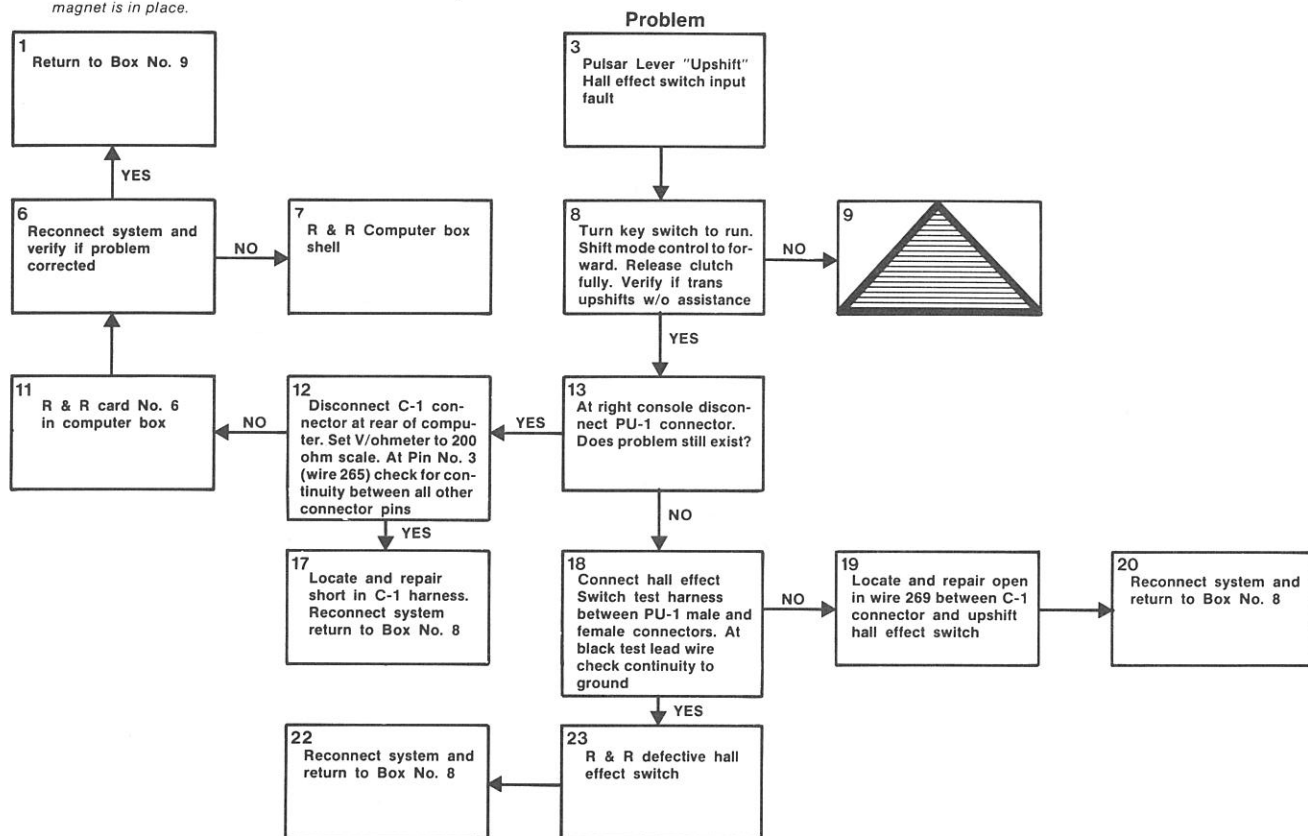 magnet is in place.
Problem
1
Return to Box No. 9
3
Pulsar Lever "Upshift"
Hall effect switch input
fault
YES
6
Reconnect system and
verify if problem
corrected
NO
7
R & R Computer box
shell
8
Turn key switch to run.
Shift mode control to for-
ward. Release clutch
fully. Verify if trans
upshifts w/o assistance
NO
9
YES
11
R & R card No. 6
in computer box
NO
12
Disconnect C-1 con-
nector at rear of compu-
ter. Set V/ohmeter to 200
ohm scale. At Pin No. 3
(wire 265) check for con-
tinuity between all other
connector pins
YES
13
At right console discon-
nect PU-1 connector.
Does problem still exist?
YES
NO
17
Locate and repair
short in C-1 harness.
Reconnect system
return to Box No. 8
18
Connect hall effect
Switch test harness
between PU-1 male and
female connectors. At
black test lead wire
check continuity to
ground
NO
19
Locate and repair open
in wire 269 between C-1
connector and upshift
hall effect switch
20
Reconnect system and
return to Box No. 8
YES
22
Reconnect system and
return to Box No. 8
23
R & R defective hall
effect switch